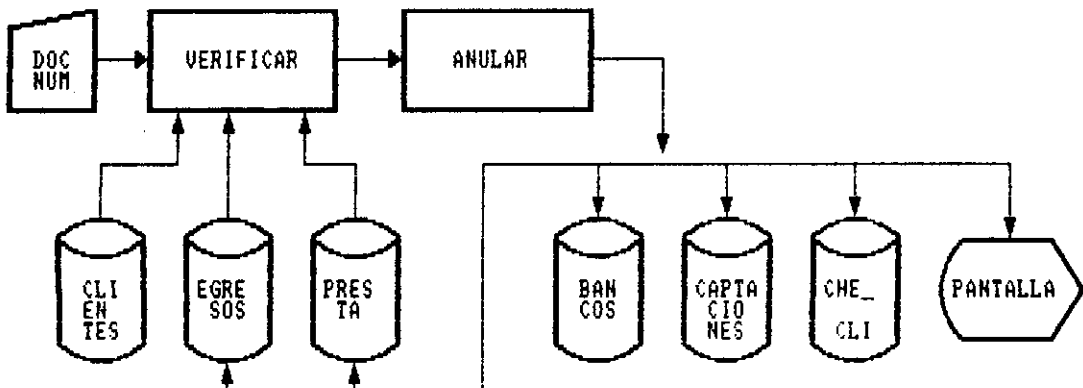 DOC
NUM
VERIFICAR
ANULAR
CLI
EN
TES
EGRE
SOS
PRES
TA
BAN
COS
CAPTA
CIO
NES
CHE_
CLI
PANTALLA